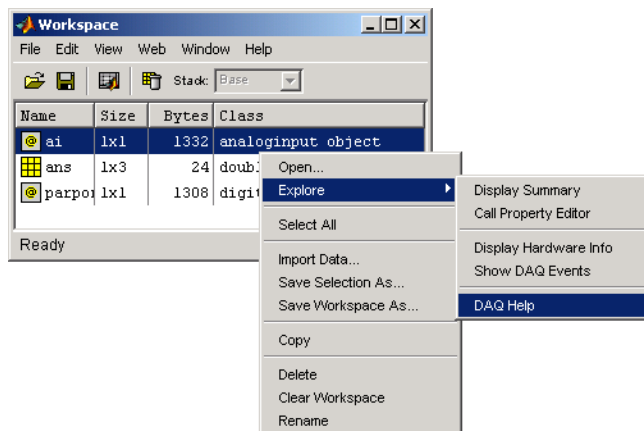 Workspace
File Edit View Web Window Help
Stack: Base
Name Size Bytes Class
ai 1x1 1332 analoginput object
ans 1x3 24 doubl
parpor 1x1 1308 digit
Ready
Open...
Explore
Select All
Import Data...
Save Selection As...
Save Workspace As...
Copy
Delete
Clear Workspace
Rename
Display Summary
Call Property Editor
Display Hardware Info
Show DAQ Events
DAQ Help